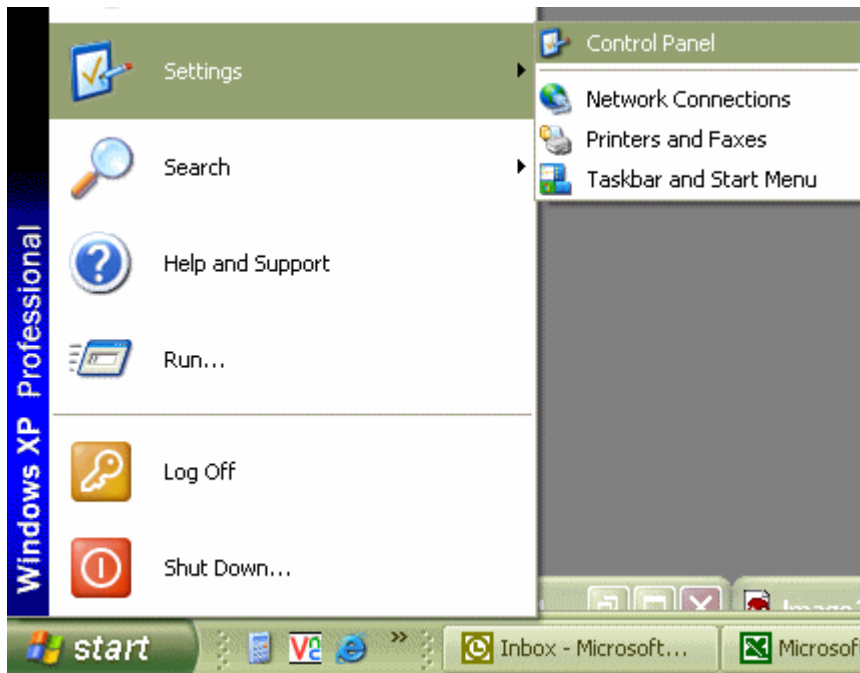 Settings
Control Panel
Network Connections
Printers and Faxes
Taskbar and Start Menu
Search
Help and Support
Run...
Log Off
Shut Down...
Windows XP Professional
start
Inbox - Microsoft...
Microsof